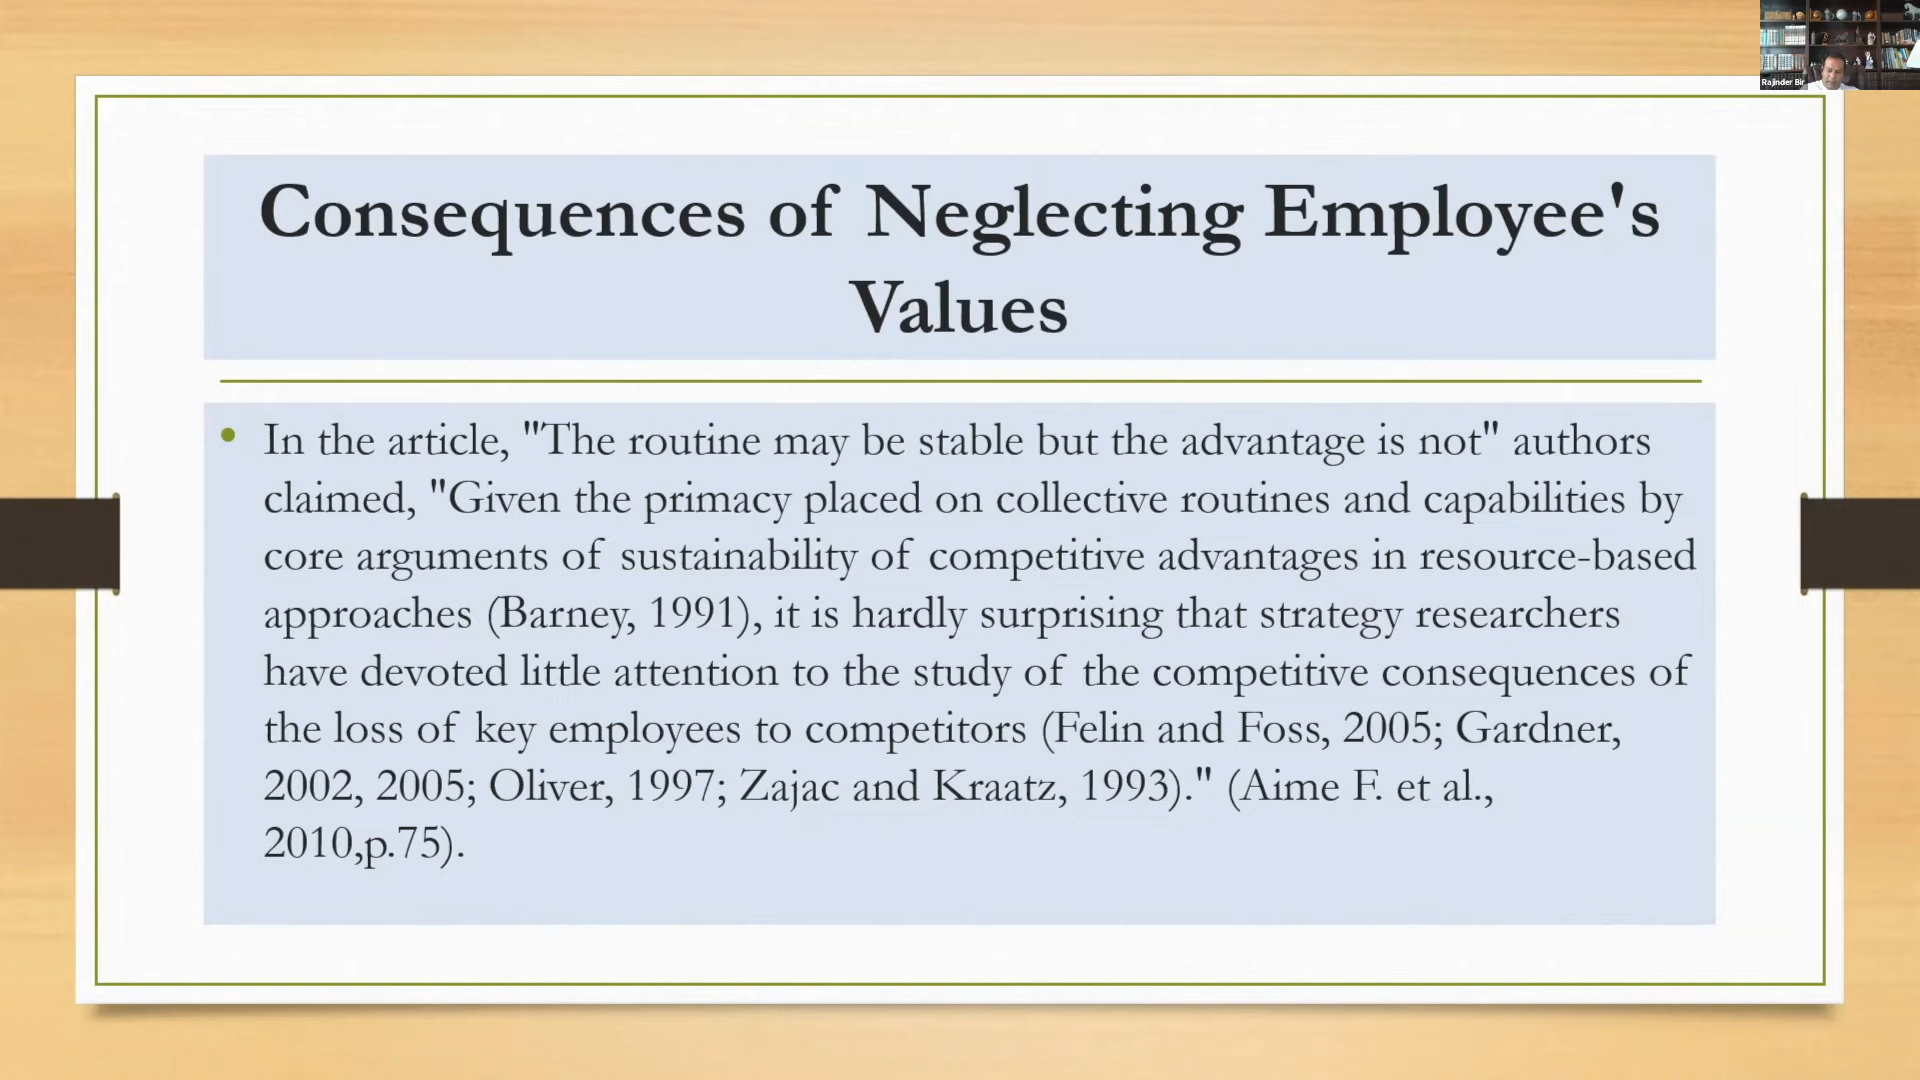 Rajinder Bir
Consequences of Neglecting Employee's
Values
• In the article, "The routine may be stable but the advantage is not" authors
claimed, "Given the primacy placed on collective routines and capabilities by
core arguments of sustainability of competitive advantages in resource-based
approaches (Barney, 1991), it is hardly surprising that strategy researchers
have devoted little attention to the study of the competitive consequences of
the loss of key employees to competitors (Felin and Foss, 2005; Gardner,
2002, 2005; Oliver, 1997; Zajac and Kraatz, 1993)." (Aime F. et al.,
2010,p.75).